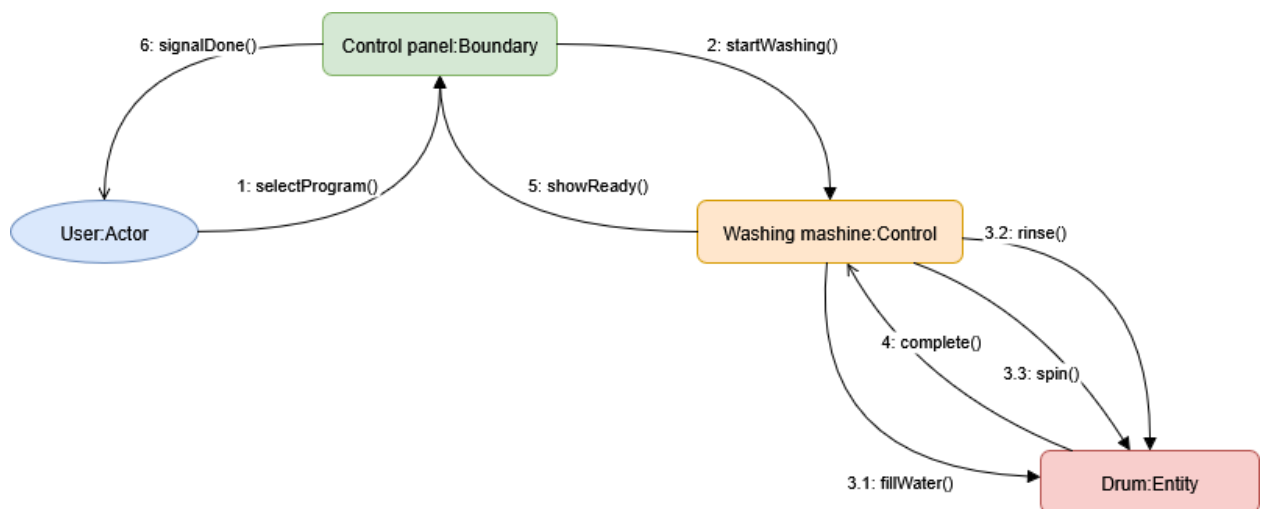 6: signalDone()
Control panel:Boundary
2: startWashing()
1: selectProgram()
5: showReady()
User:Actor
Washing mashine:Control
3.2: rinse()
4: complete()
3.3: spin()
3.1: fillWater()
Drum:Entity